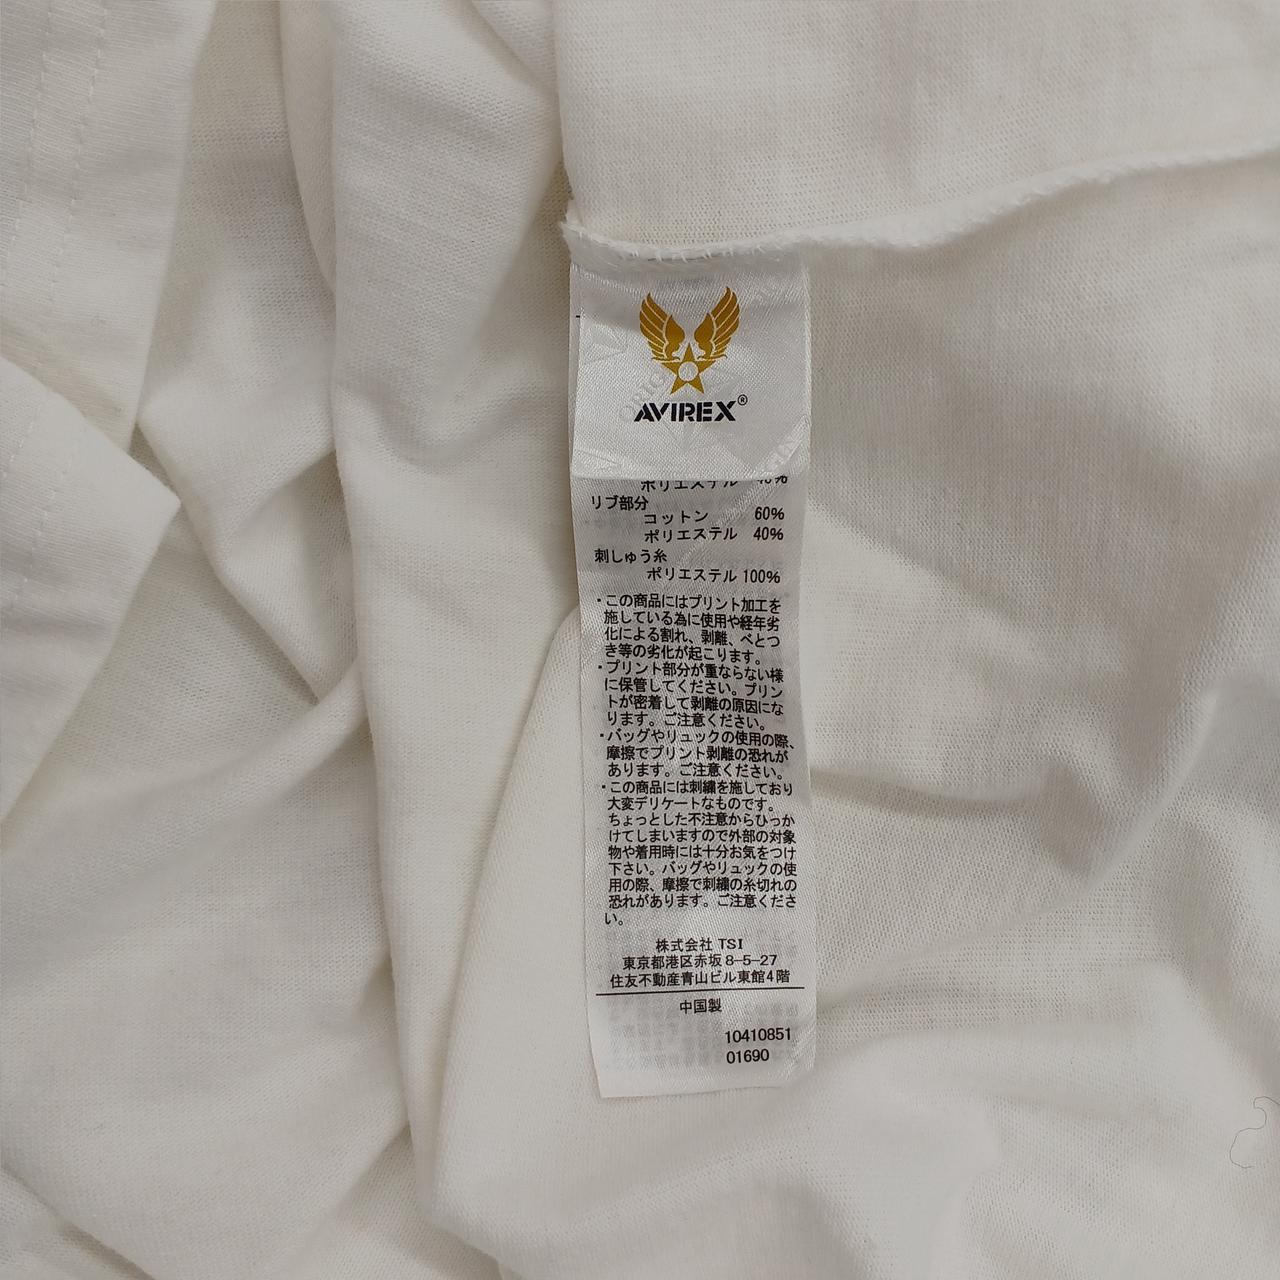 AVIREX®
ポリエステル 40%
リブ部分
コットン 60%
ポリエステル 40%
刺しゅう糸
ポリエステル 100%
・この商品にはプリント加工を
施している為に使用や経年劣
化による割れ、剥離、べとつ
き等の劣化が起こります。
・プリント部分が重ならない様
に保管してください。プリン
トが密着して剥離の原因にな
ります。ご注意ください。
・バッグやリュックの使用の際、
摩擦でプリント剥離の恐れが
あります。ご注意ください。
・この商品には刺繍を施しており
大変デリケートなものです。
ちょっとした不注意からひっか
けてしまいますので外部の対象
物や着用時には十分お気をつけ
下さい。バッグやリュックの使
用の際、摩擦で刺繍の糸切れの
恐れがあります。ご注意くださ
い。
株式会社 TSI
東京都港区赤坂 8-5-27
住友不動産青山ビル東館4階
中国製
10410851
01690